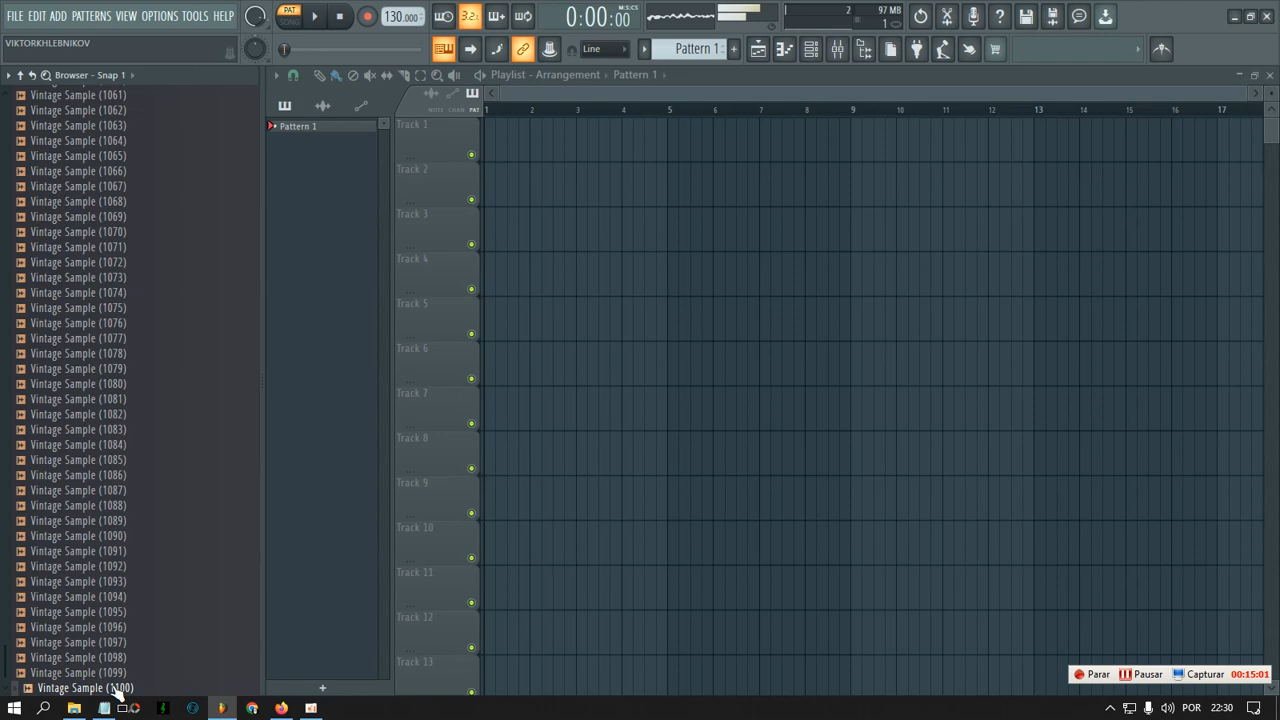 FILE EDIT ADD PATTERNS VIEW OPTIONS TOOLS HELP
PAT
SONG
130.000
3.2.
0:00:00
M:S:CS
2
97 MB
1
VIKTORKHLEBNIKOV
Line
Pattern 1
Browser - Snap 1
Playlist - Arrangement
Pattern 1
NOTE CHAN PAT
1 2 3 4 5 6 7 8 9 10 11 12 13 14 15 16 17
Pattern 1
Vintage Sample (1061)
Vintage Sample (1062)
Vintage Sample (1063)
Vintage Sample (1064)
Vintage Sample (1065)
Vintage Sample (1066)
Vintage Sample (1067)
Vintage Sample (1068)
Vintage Sample (1069)
Vintage Sample (1070)
Vintage Sample (1071)
Vintage Sample (1072)
Vintage Sample (1073)
Vintage Sample (1074)
Vintage Sample (1075)
Vintage Sample (1076)
Vintage Sample (1077)
Vintage Sample (1078)
Vintage Sample (1079)
Vintage Sample (1080)
Vintage Sample (1081)
Vintage Sample (1082)
Vintage Sample (1083)
Vintage Sample (1084)
Vintage Sample (1085)
Vintage Sample (1086)
Vintage Sample (1087)
Vintage Sample (1088)
Vintage Sample (1089)
Vintage Sample (1090)
Vintage Sample (1091)
Vintage Sample (1092)
Vintage Sample (1093)
Vintage Sample (1094)
Vintage Sample (1095)
Vintage Sample (1096)
Vintage Sample (1097)
Vintage Sample (1098)
Vintage Sample (1099)
Vintage Sample (1100)
Track 1
Track 2
Track 3
Track 4
Track 5
Track 6
Track 7
Track 8
Track 9
Track 10
Track 11
Track 12
Track 13
Parar
Pausar
Capturar
00:15:01
POR
22:30